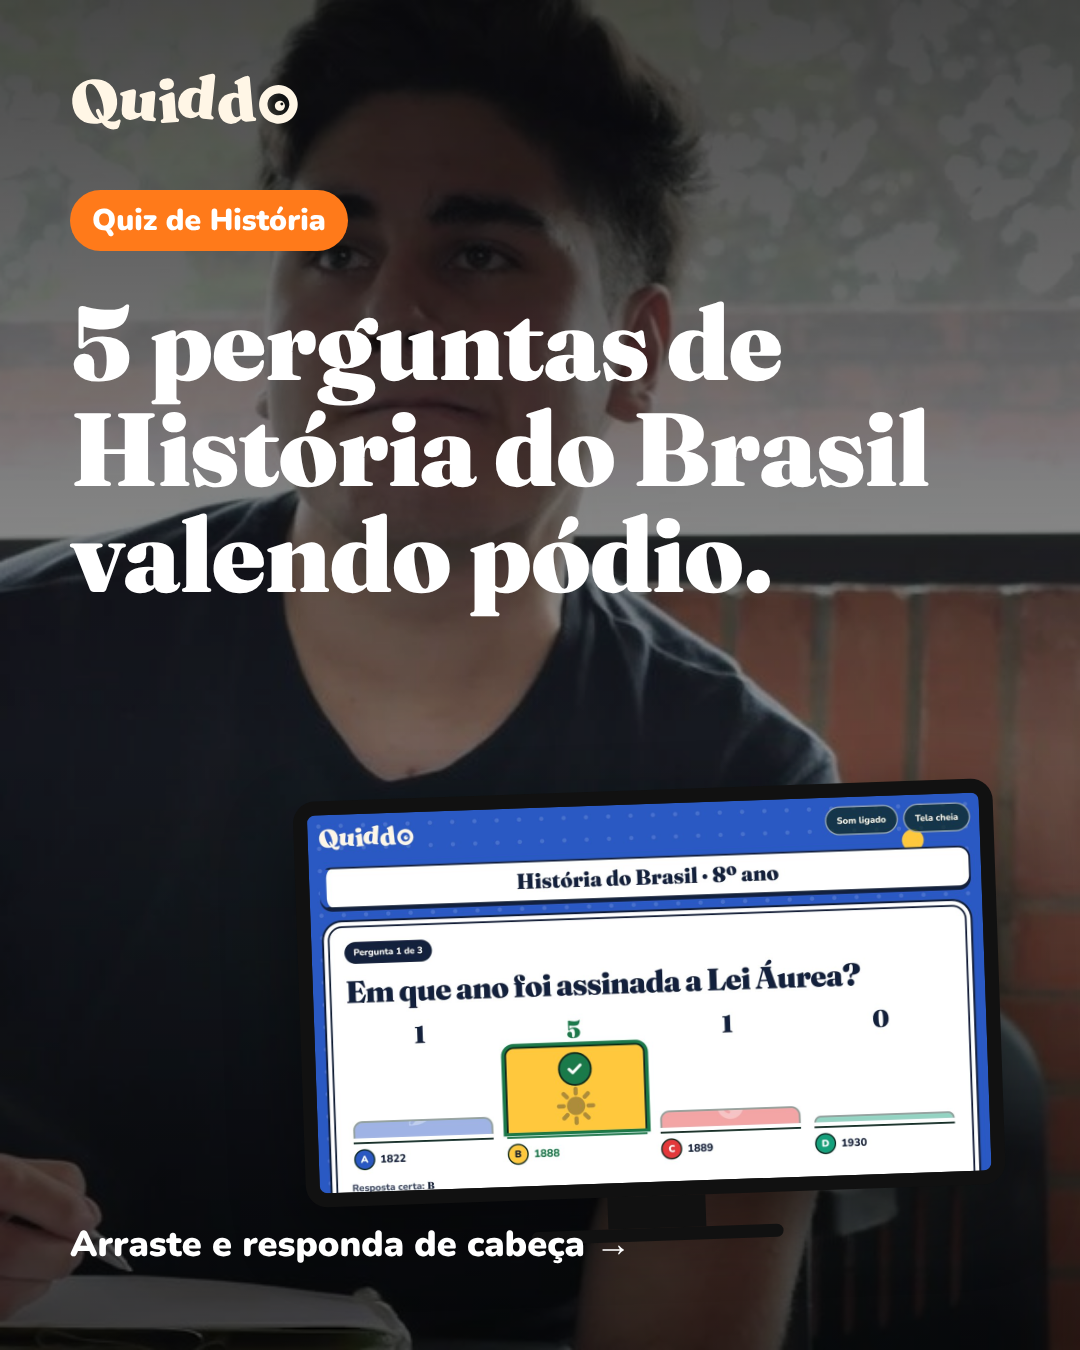 Quiddo
Quiz de História
5 perguntas de
História do Brasil
valendo pódio.
Quiddo
Som ligado
Tela cheia
História do Brasil · 8º ano
Pergunta 1 de 3
Em que ano foi assinada a Lei Áurea?
1
5
1
0
A 1822
B 1888
C 1889
D 1930
Resposta certa: B
Arraste e responda de cabeça →